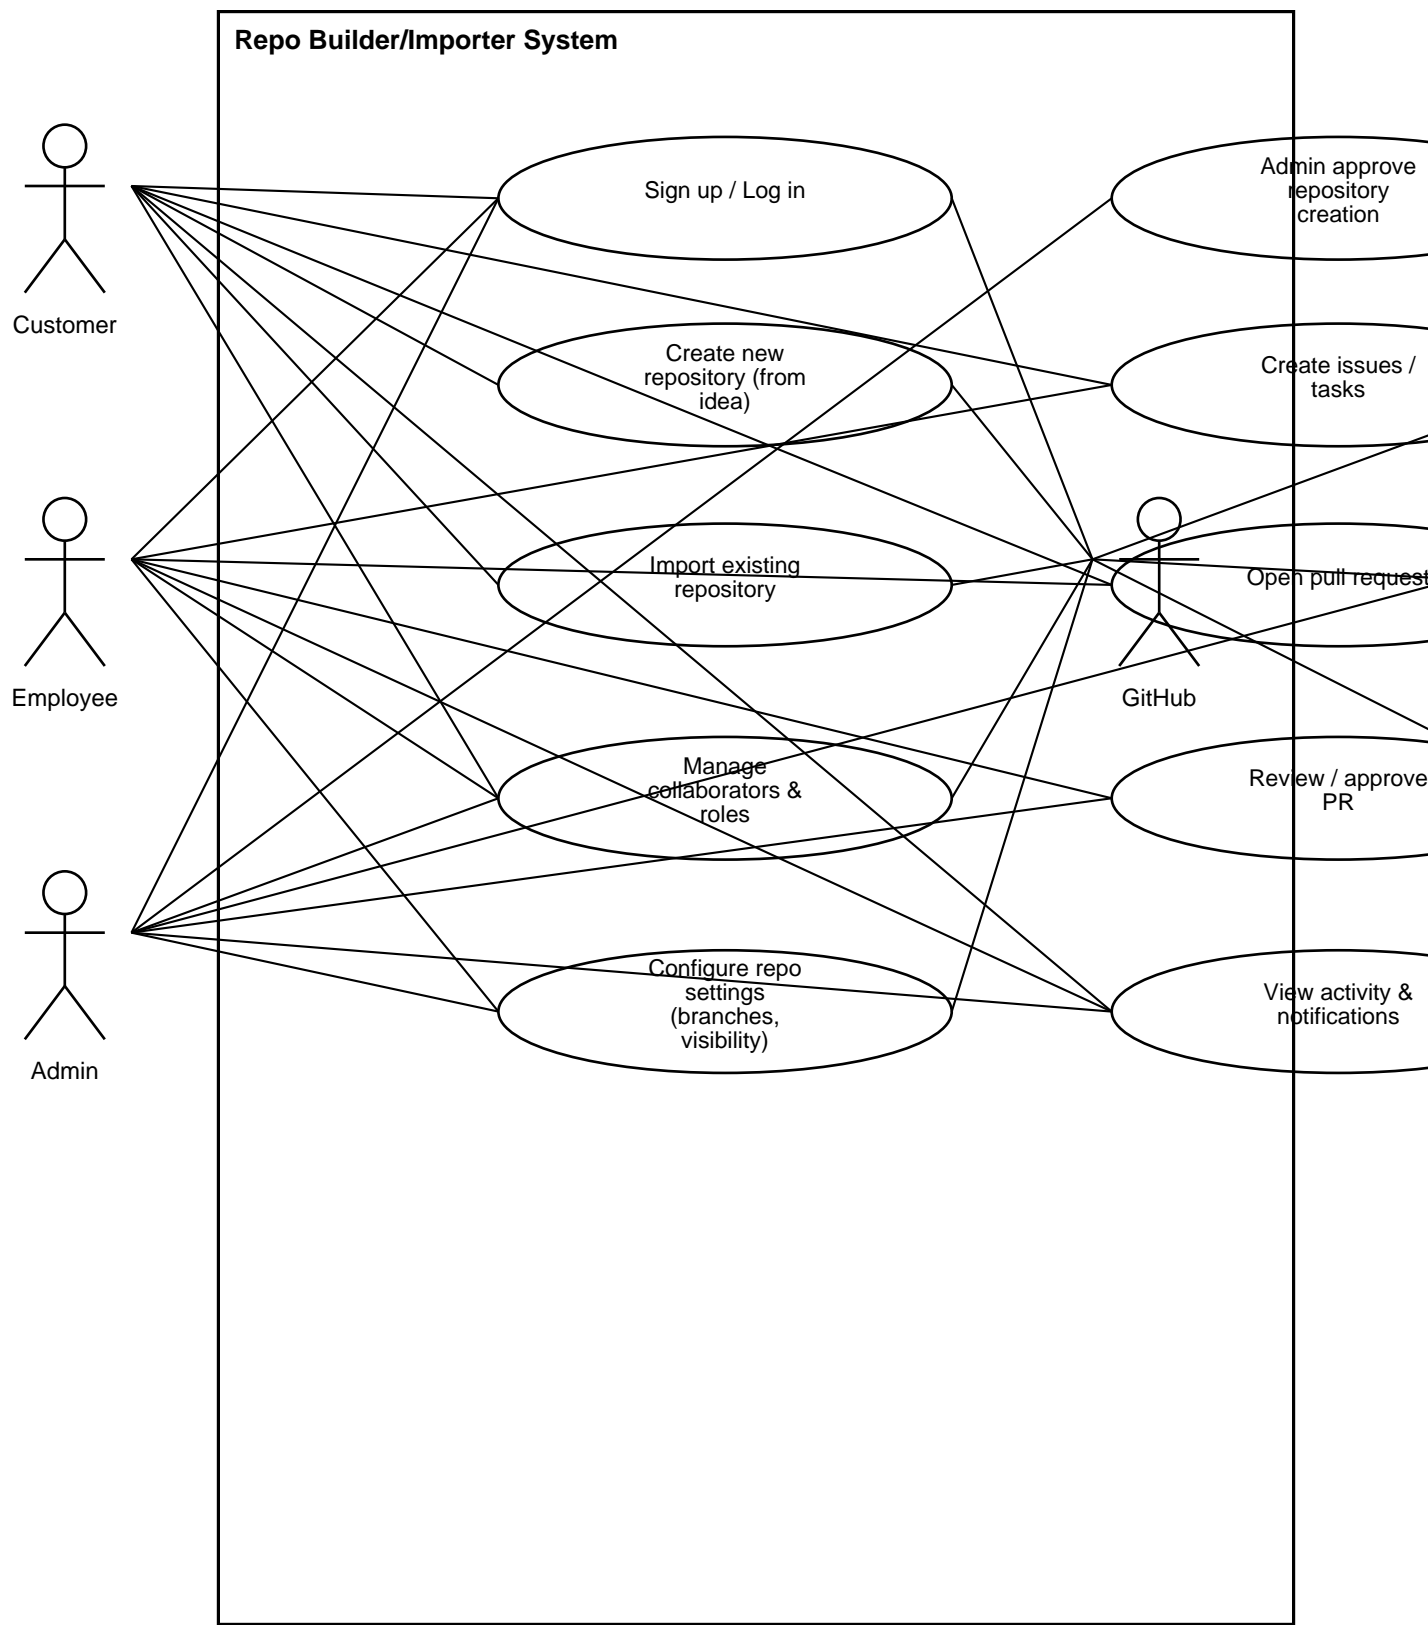 Repo Builder/Importer System
Customer
Sign up / Log in
Admin approve
repository
creation
Create new
repository (from
idea)
Create issues /
tasks
Employee
Import existing
repository
GitHub
Open pull request
Manage
collaborators &
roles
Review / approve
PR
Admin
Configure repo
settings
(branches,
visibility)
View activity &
notifications